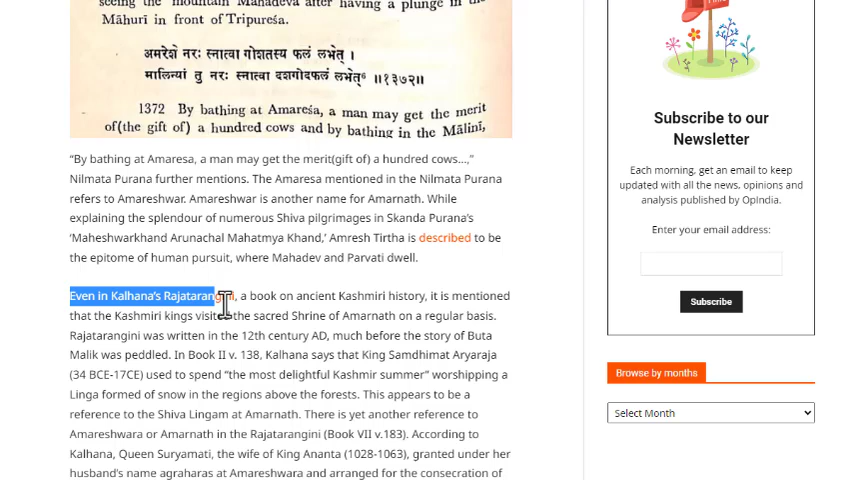 seeing the mountain Mahādeva after having a plunge in the
Māhurī in front of Tripureśa.
अमरेशे नरः स्नात्वा गोशतस्य फलं लभेत् ।
मालिन्यां तु नरः स्नात्वा दशगोदफलं लभेत्⁶ ॥१३७२॥
1372 By bathing at Amareśa, a man may get the merit
of(the gift of) a hundred cows and by bathing in the Mālinī,
“By bathing at Amaresa, a man may get the merit(gift of) a hundred cows…,”
Nilmata Purana further mentions. The Amaresa mentioned in the Nilmata Purana
refers to Amareshwar. Amareshwar is another name for Amarnath. While
explaining the splendour of numerous Shiva pilgrimages in Skanda Purana’s
‘Maheshwarkhand Arunachal Mahatmya Khand,’ Amresh Tirtha is described to be
the epitome of human pursuit, where Mahadev and Parvati dwell.
Even in Kalhana’s Rajatarangini, a book on ancient Kashmiri history, it is mentioned
that the Kashmiri kings visited the sacred Shrine of Amarnath on a regular basis.
Rajatarangini was written in the 12th century AD, much before the story of Buta
Malik was peddled. In Book II v. 138, Kalhana says that King Samdhimat Aryaraja
(34 BCE-17CE) used to spend “the most delightful Kashmir summer” worshipping a
Linga formed of snow in the regions above the forests. This appears to be a
reference to the Shiva Lingam at Amarnath. There is yet another reference to
Amareshwara or Amarnath in the Rajatarangini (Book VII v.183). According to
Kalhana, Queen Suryamati, the wife of King Ananta (1028-1063), granted under her
husband’s name agraharas at Amareshwara and arranged for the consecration of
Subscribe to our
Newsletter
Each morning, get an email to keep
updated with all the news, opinions and
analysis published by OpIndia.
Enter your email address:
Subscribe
Browse by months
Select Month